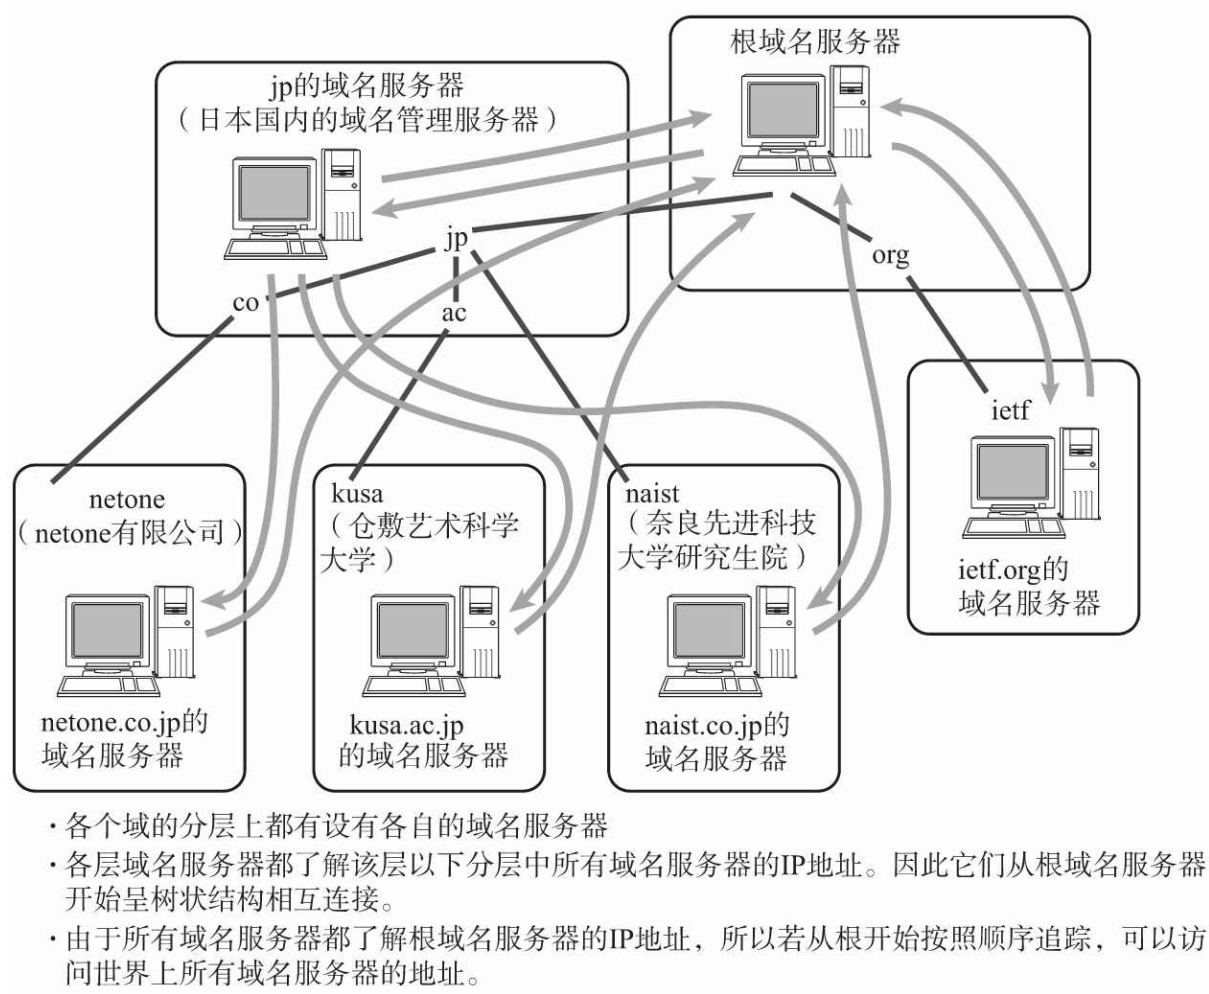 根域名服务器
jp的域名服务器
（日本国内的域名管理服务器）
jp
org
co
ac
ietf
netone
（netone有限公司）
kusa
（仓敷艺术科学
大学）
naist
（奈良先进科技
大学研究生院）
ietf.org的
域名服务器
netone.co.jp的
域名服务器
kusa.ac.jp
的域名服务器
naist.co.jp的
域名服务器
·各个域的分层上都有设有各自的域名服务器
·各层域名服务器都了解该层以下分层中所有域名服务器的IP地址。因此它们从根域名服务器
开始呈树状结构相互连接。
·由于所有域名服务器都了解根域名服务器的IP地址，所以若从根开始按照顺序追踪，可以访
问世界上所有域名服务器的地址。